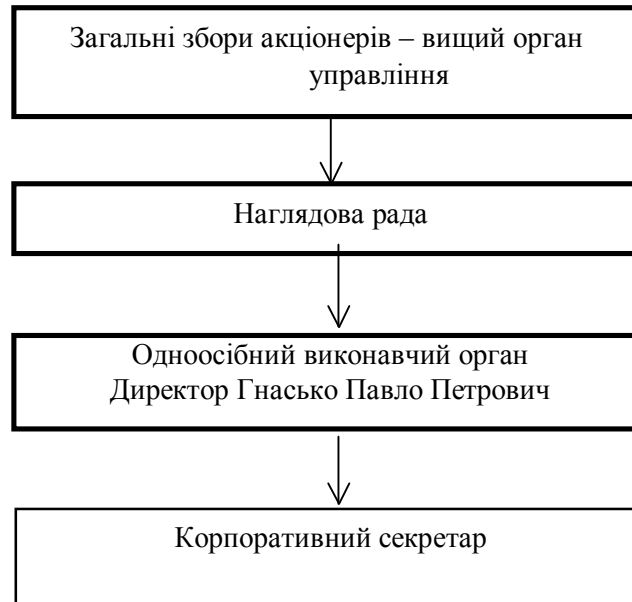 Загальні збори акціонерів – вищий орган
управління
Наглядова рада
Одноосібний виконавчий орган
Директор Гнасько Павло Петрович
Корпоративний секретар